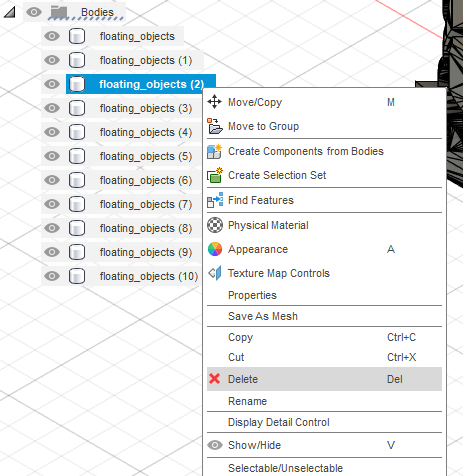 Bodies
floating_objects
floating_objects (1)
floating_objects (2)
floating_objects (3)
floating_objects (4)
floating_objects (5)
floating_objects (6)
floating_objects (7)
floating_objects (8)
floating_objects (9)
floating_objects (10)
Move/Copy M
Move to Group
Create Components from Bodies
Create Selection Set
Find Features
Physical Material
Appearance A
Texture Map Controls
Properties
Save As Mesh
Copy Ctrl+C
Cut Ctrl+X
Delete Del
Rename
Display Detail Control
Show/Hide V
Selectable/Unselectable